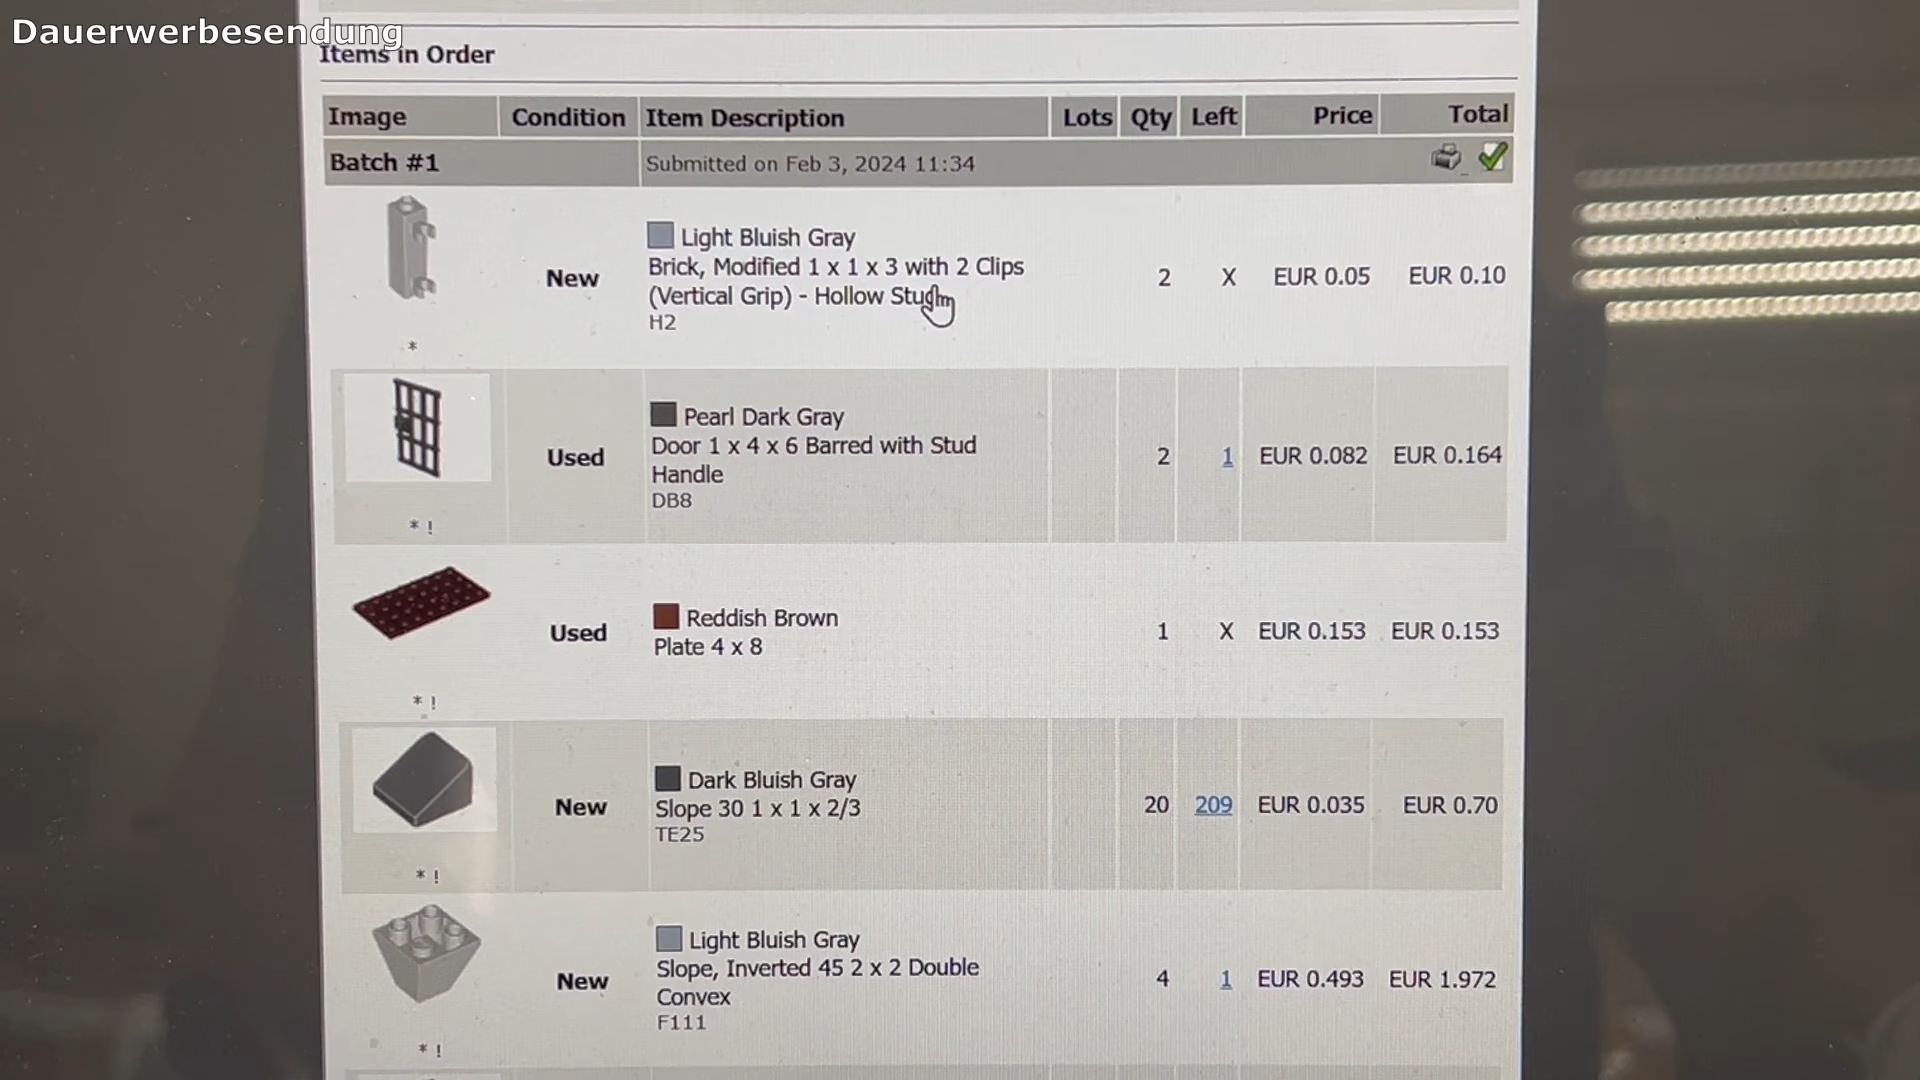 Dauerwerbesendung
Items in Order
Image Condition Item Description Lots Qty Left Price Total
Batch #1 Submitted on Feb 3, 2024 11:34
Light Bluish Gray
Brick, Modified 1 x 1 x 3 with 2 Clips
(Vertical Grip) - Hollow Stud
H2
New 2 X EUR 0.05 EUR 0.10
*
Pearl Dark Gray
Door 1 x 4 x 6 Barred with Stud
Handle
DB8
Used 2 1 EUR 0.082 EUR 0.164
* !
Reddish Brown
Plate 4 x 8
Used 1 X EUR 0.153 EUR 0.153
* !
Dark Bluish Gray
Slope 30 1 x 1 x 2/3
TE25
New 20 209 EUR 0.035 EUR 0.70
* !
Light Bluish Gray
Slope, Inverted 45 2 x 2 Double
Convex
F111
New 4 1 EUR 0.493 EUR 1.972
* !